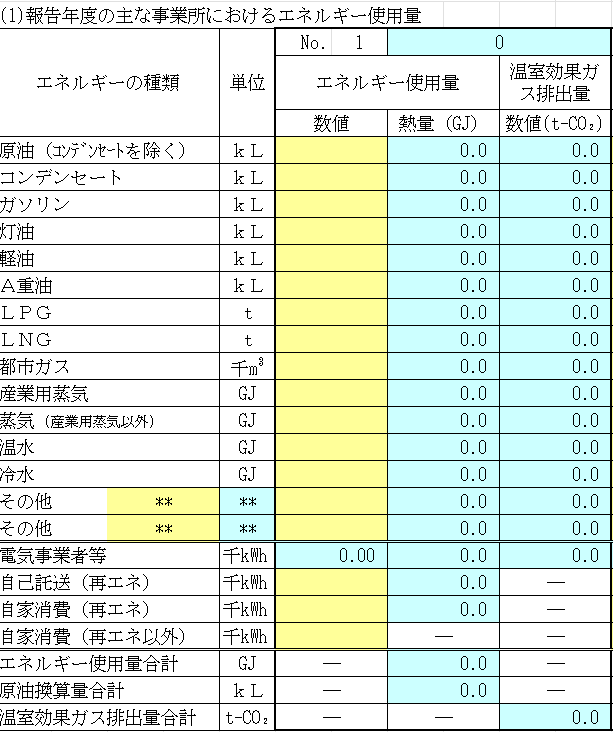 (1)報告年度の主な事業所におけるエネルギー使用量
No. 1 0
エネルギーの種類 単位 エネルギー使用量 温室効果ガス排出量
数値 熱量 (GJ) 数値(t-CO₂)
原油 (ｺﾝﾃﾞﾝｾｰﾄを除く) ｋＬ 0.0 0.0
コンデンセート ｋＬ 0.0 0.0
ガソリン ｋＬ 0.0 0.0
灯油 ｋＬ 0.0 0.0
軽油 ｋＬ 0.0 0.0
Ａ重油 ｋＬ 0.0 0.0
ＬＰＧ ｔ 0.0 0.0
ＬＮＧ ｔ 0.0 0.0
都市ガス 千m³ 0.0 0.0
産業用蒸気 GJ 0.0 0.0
蒸気 (産業用蒸気以外) GJ 0.0 0.0
温水 GJ 0.0 0.0
冷水 GJ 0.0 0.0
その他 ** ** 0.0 0.0
その他 ** ** 0.0 0.0
電気事業者等 千kWh 0.00 0.0 0.0
自己託送 (再エネ) 千kWh 0.0 ―
自家消費 (再エネ) 千kWh 0.0 ―
自家消費 (再エネ以外) 千kWh ― ―
エネルギー使用量合計 GJ ― 0.0 ―
原油換算量合計 ｋＬ ― 0.0 ―
温室効果ガス排出量合計 t-CO₂ ― ― 0.0